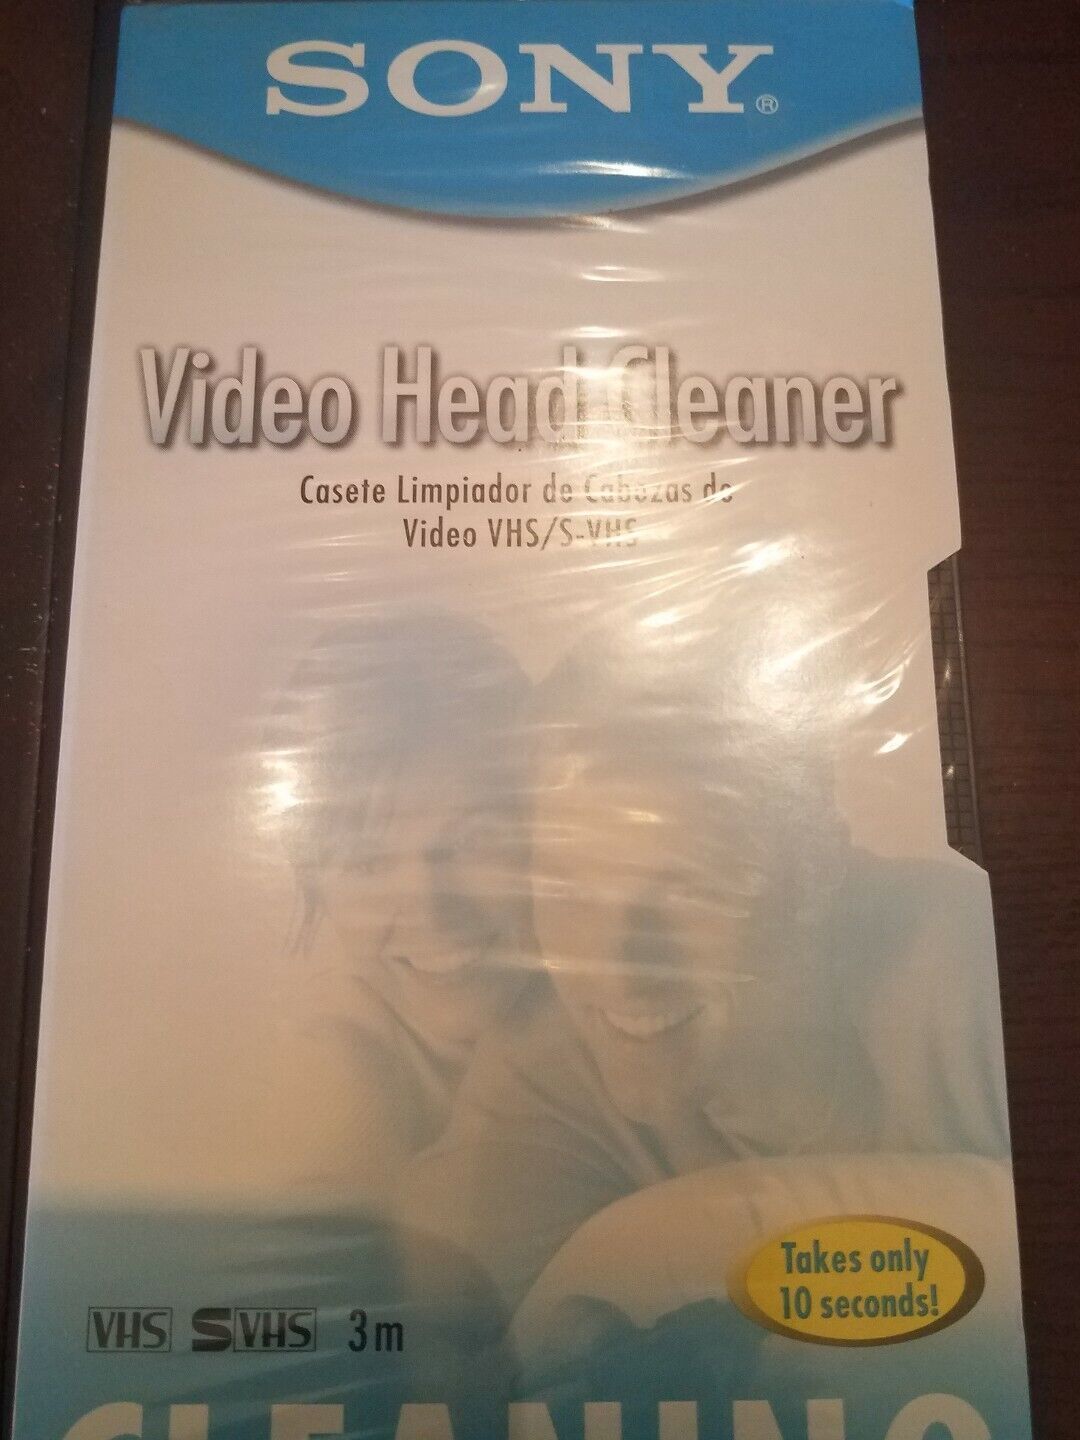 SONY®
Video Head Cleaner
Casete Limpiador de Cabezas de
Video VHS/S-VHS
Takes only
10 seconds!
VHS SVHS 3m
CLEANING